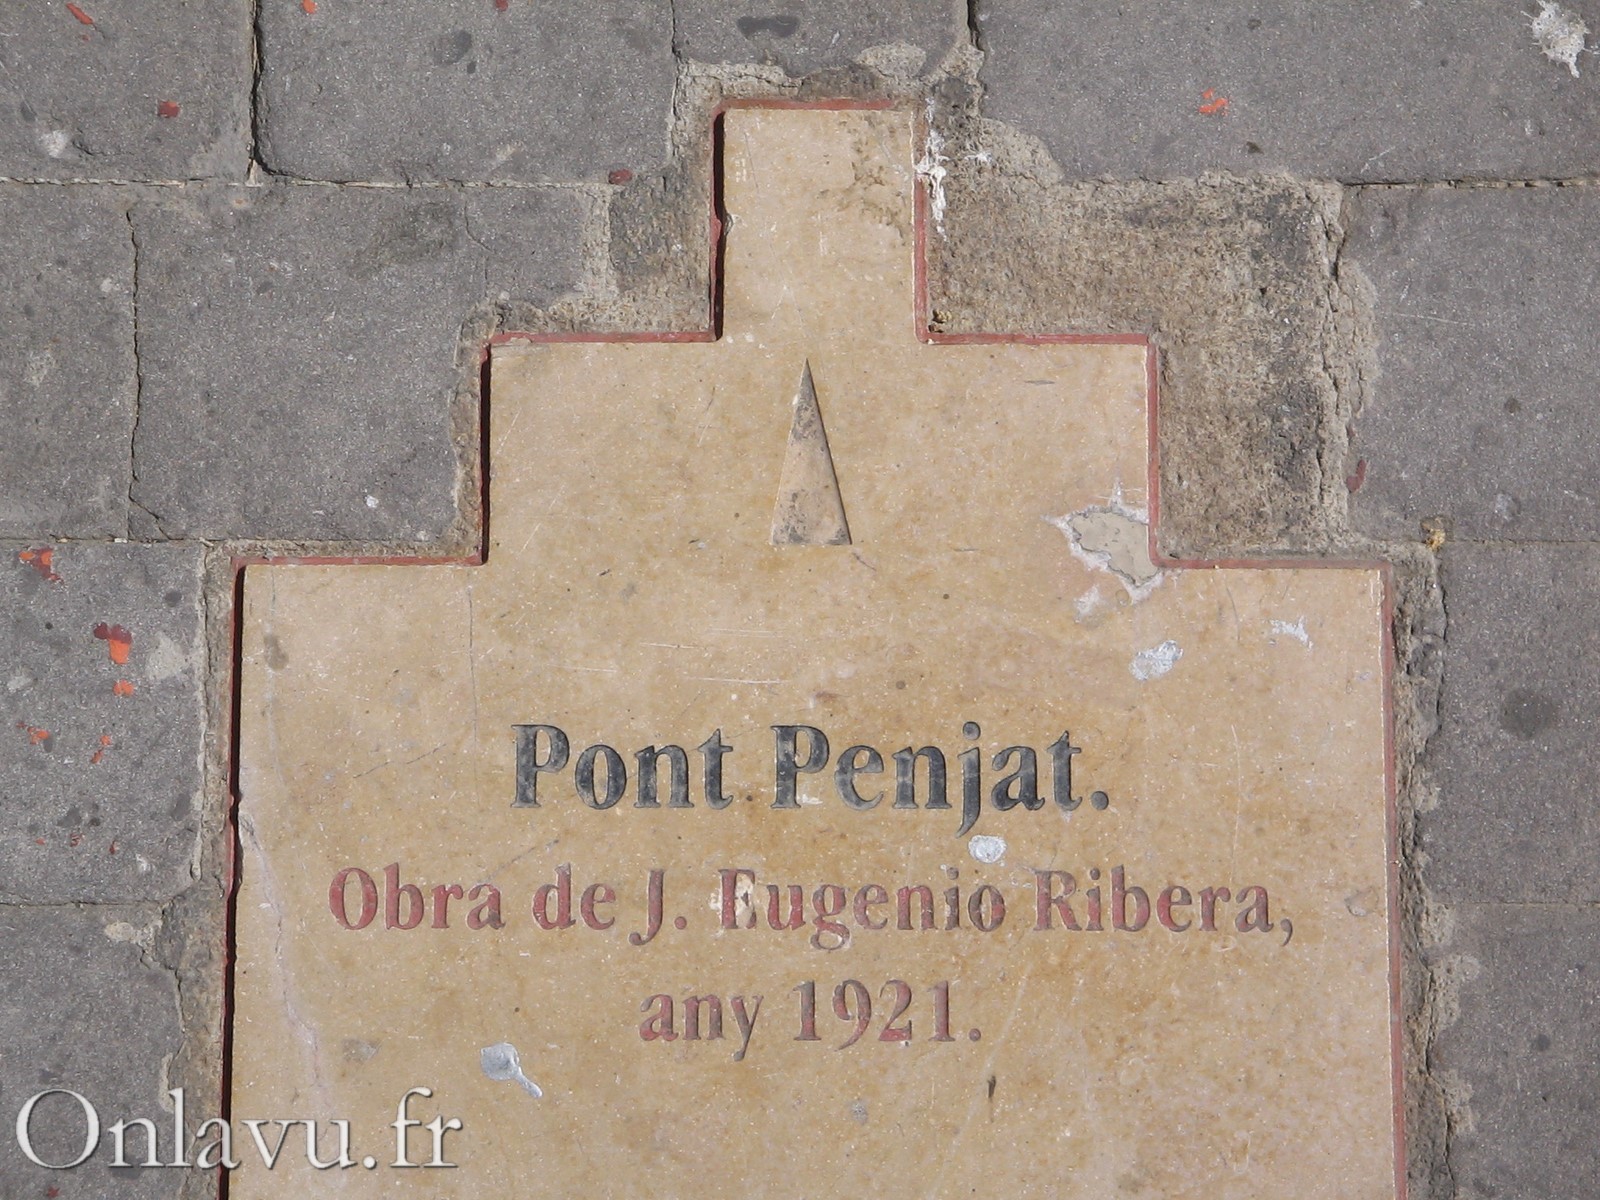 Pont Penjat.
Obra de J. Eugenio Ribera,
any 1921.
Onlavu.fr